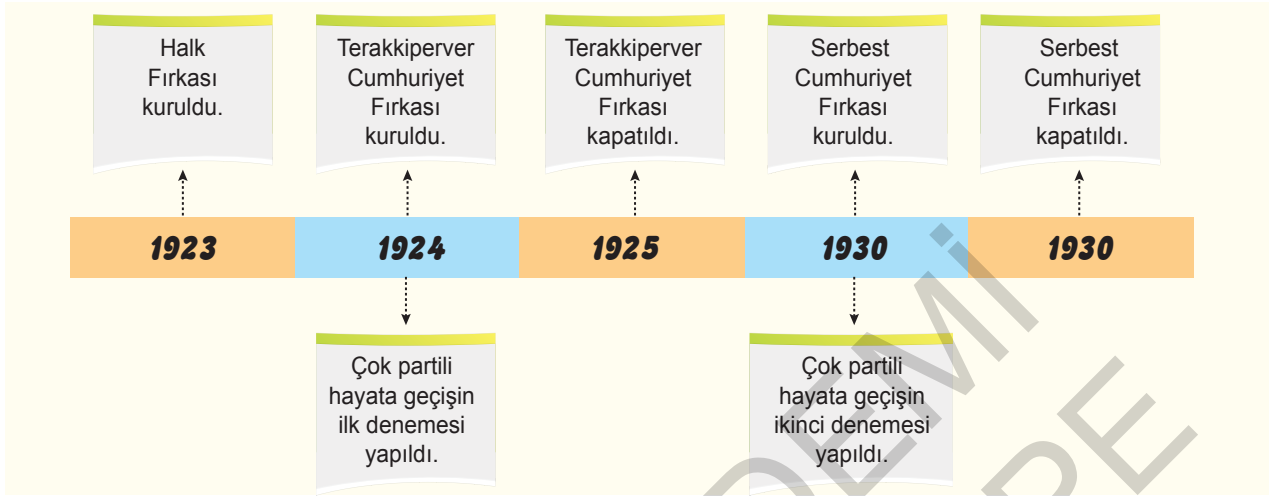 Halk
Fırkası
kuruldu.
Terakkiperver
Cumhuriyet
Fırkası
kuruldu.
Terakkiperver
Cumhuriyet
Fırkası
kapatıldı.
Serbest
Cumhuriyet
Fırkası
kuruldu.
Serbest
Cumhuriyet
Fırkası
kapatıldı.
1923
1924
1925
1930
1930
Çok partili
hayata geçişin
ilk denemesi
yapıldı.
Çok partili
hayata geçişin
ikinci denemesi
yapıldı.